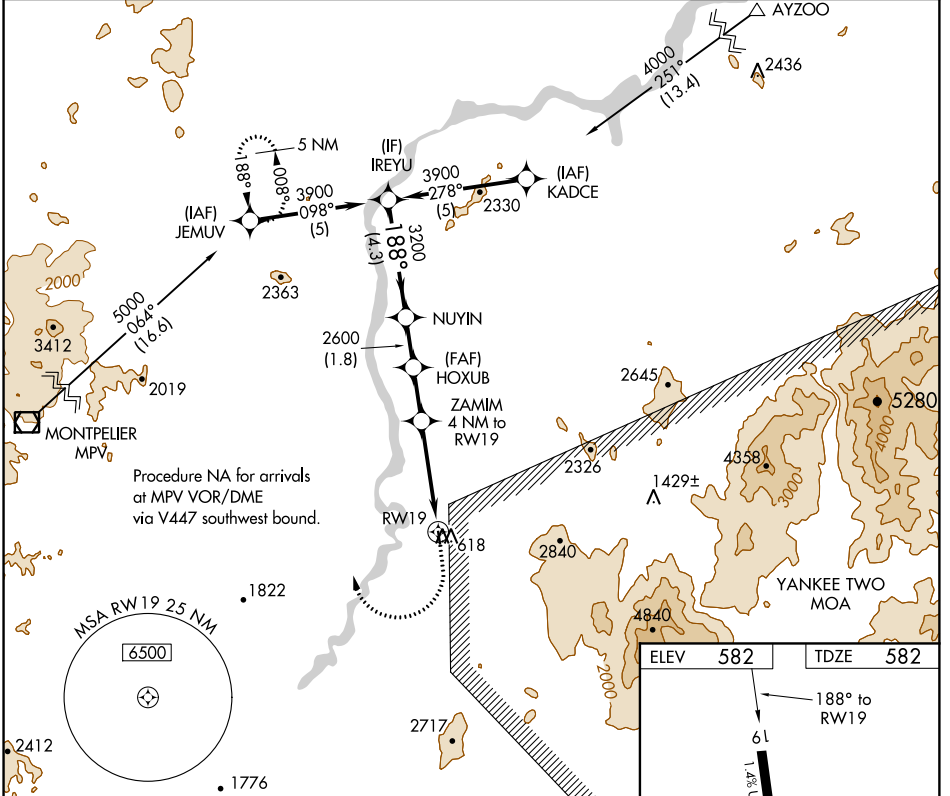 AYZOO
2436
4000
251°
(13.4)
5 NM
(IF)
IREYU
188°
008°
3900
098°
(5)
3900
278°
(5)
(IAF)
KADCE
2330
(IAF)
JEMUV
3200
188°
(4.3)
2000
2363
5000
064°
(16.6)
NUYIN
3412
2600
(1.8)
(FAF)
HOXUB
2019
2645
5280
4000
ZAMIM
4 NM to
RW19
MONTPELIER
MPV
2326
4358
3000
Procedure NA for arrivals
at MPV VOR/DME
via V447 southwest bound.
1429±
RW19
618
2840
1822
YANKEE TWO
MOA
MSA RW19 25 NM
6500
4840
2000
ELEV 582
TDZE 582
188° to
RW19
19
1.4%
2717
2412
1776